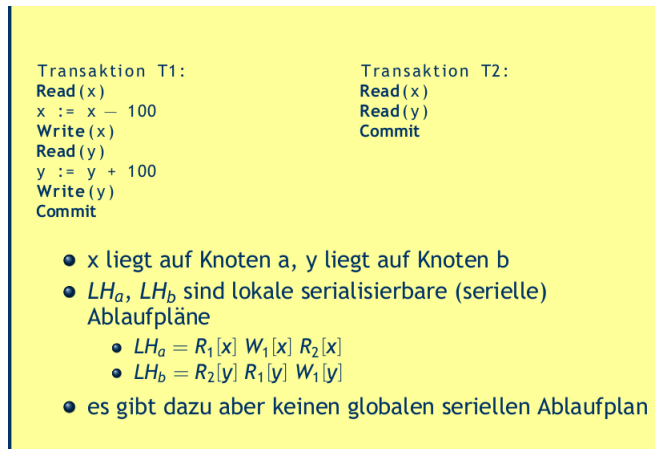 Transaktion T1:
Read(x)
x := x – 100
Write(x)
Read(y)
y := y + 100
Write(y)
Commit
Transaktion T2:
Read(x)
Read(y)
Commit
x liegt auf Knoten a, y liegt auf Knoten b
LHa, LHb sind lokale serialisierbare (serielle)
Ablaufpläne
LHa = R1[x] W1[x] R2[x]
LHb = R2[y] R1[y] W1[y]
es gibt dazu aber keinen globalen seriellen Ablaufplan